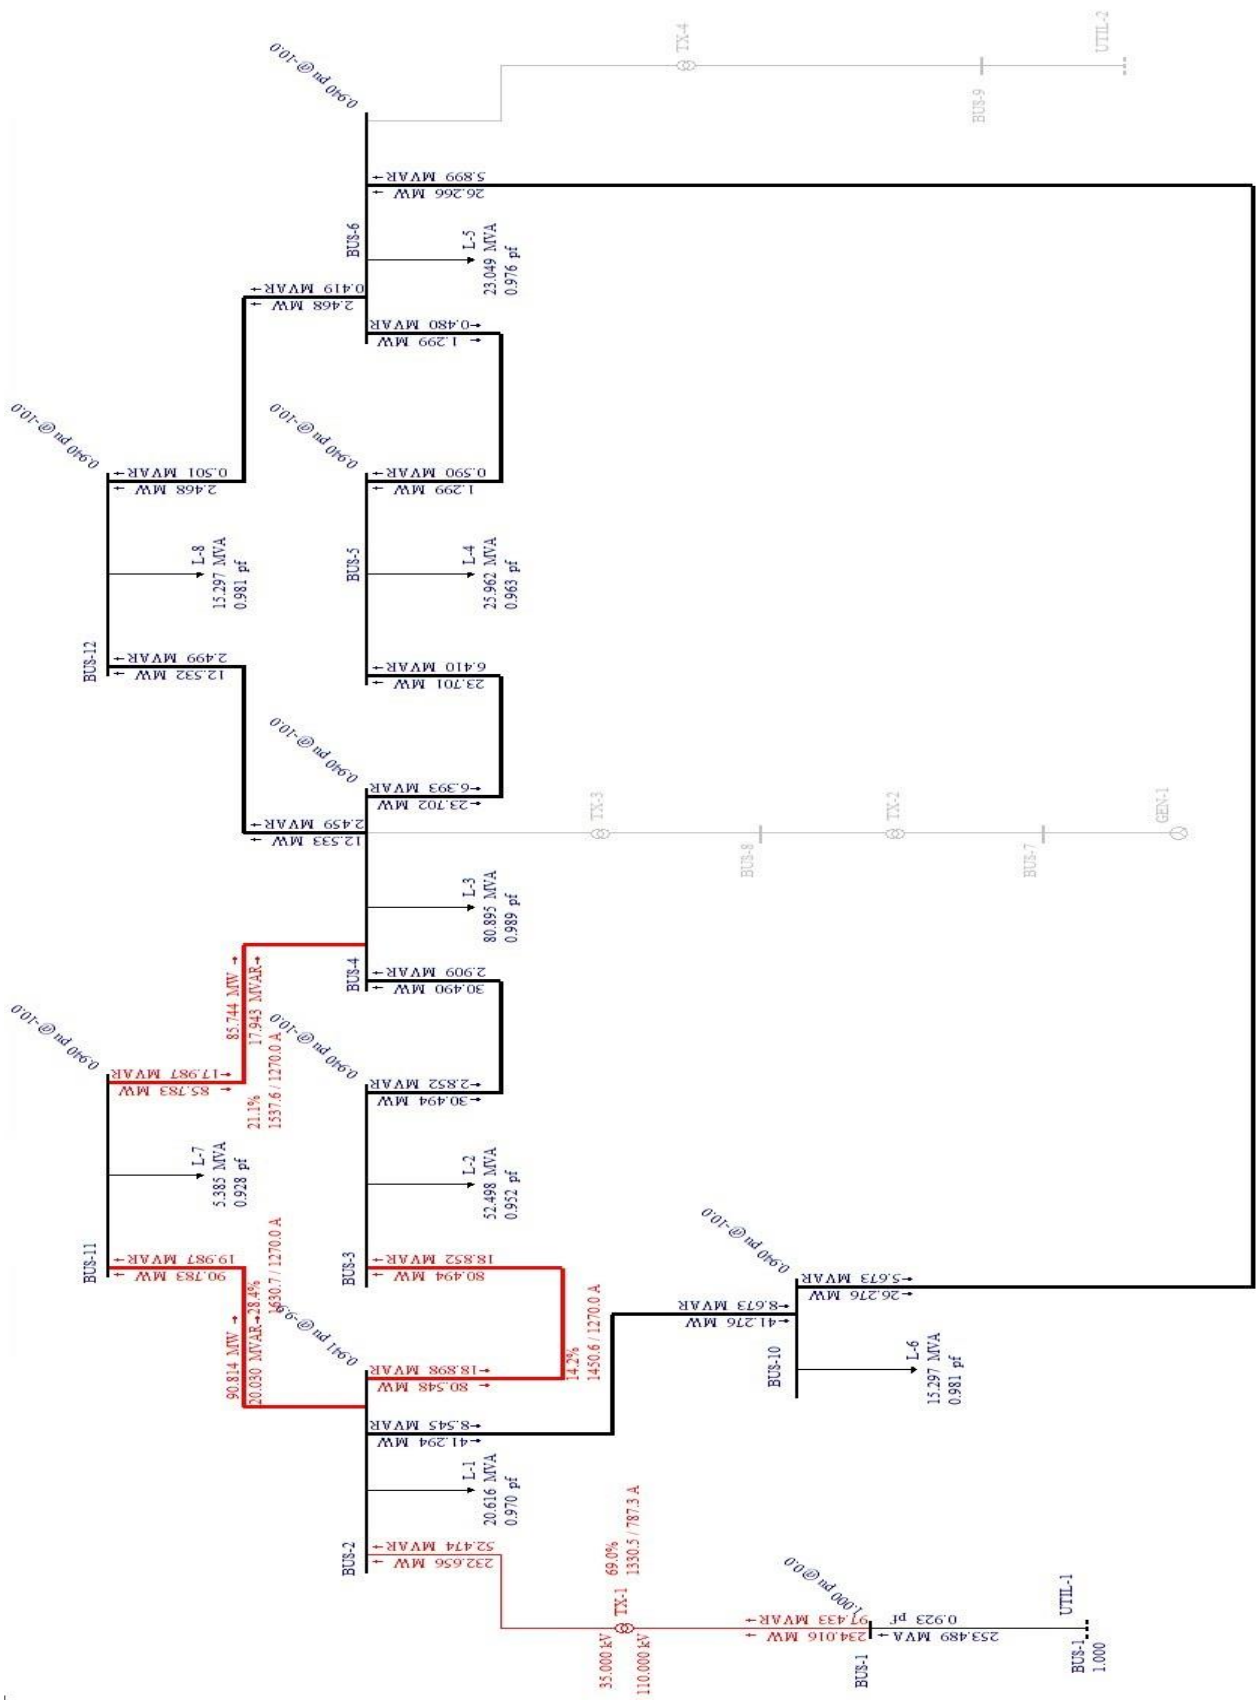 0.940 pu @-10.0
TX-4
BUS-9
UTIL-2
5.899 MVAR
26.266 MW
BUS-6
L-5
23.049 MVA
0.976 pf
0.419 MVAR
2.468 MW
0.480 MVAR
1.299 MW
0.940 pu @-10.0
0.501 MVAR
2.468 MW
L-8
15.297 MVA
0.981 pf
BUS-12
2.499 MVAR
12.532 MW
0.940 pu @-10.0
0.590 MVAR
1.299 MW
BUS-5
L-4
25.962 MVA
0.963 pf
6.410 MVAR
23.701 MW
0.940 pu @-10.0
6.393 MVAR
23.702 MW
2.459 MVAR
12.533 MW
TX-3
BUS-8
TX-2
BUS-7
GEN-1
L-3
80.895 MVA
0.989 pf
BUS-4
2.909 MVAR
30.490 MW
85.744 MW
17.943 MVAR
21.1%
1537.6 / 1270.0 A
0.940 pu @-10.0
17.987 MVAR
85.783 MW
L-7
5.385 MVA
0.928 pf
BUS-11
19.987 MVAR
90.783 MW
90.814 MW
20.030 MVAR
28.4%
1630.7 / 1270.0 A
0.940 pu @-10.0
2.852 MVAR
30.494 MW
L-2
52.498 MVA
0.952 pf
BUS-3
18.852 MVAR
80.494 MW
14.2%
1450.6 / 1270.0 A
0.941 pu @-9.9
18.898 MVAR
80.548 MW
8.545 MVAR
41.294 MW
L-1
20.616 MVA
0.970 pf
BUS-2
52.474 MVAR
232.656 MW
0.940 pu @-10.0
5.673 MVAR
26.276 MW
8.673 MVAR
41.276 MW
BUS-10
L-6
15.297 MVA
0.981 pf
69.0%
1330.5 / 787.3 A
TX-1
35.000 kV
110.000 kV
1.000 pu @0.0
97.433 MVAR
234.016 MW
BUS-1
0.923 pf
253.489 MVA
UTIL-1
BUS-1
1.000